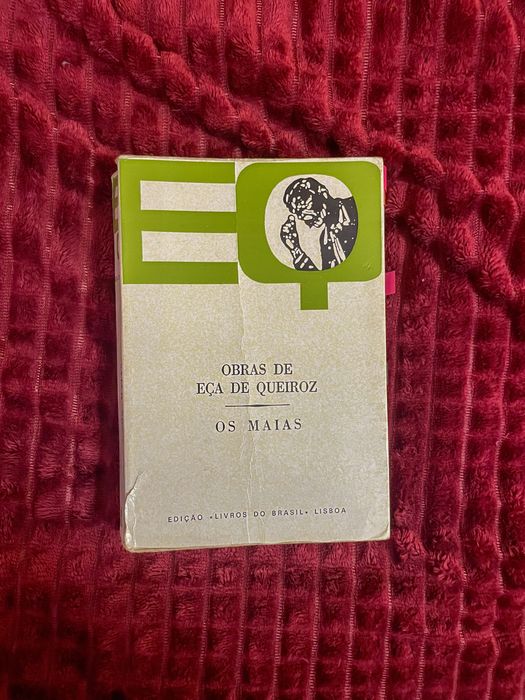 EQ
OBRAS DE
EÇA DE QUEIROZ
OS MAIAS
EDIÇÃO «LIVROS DO BRASIL» LISBOA